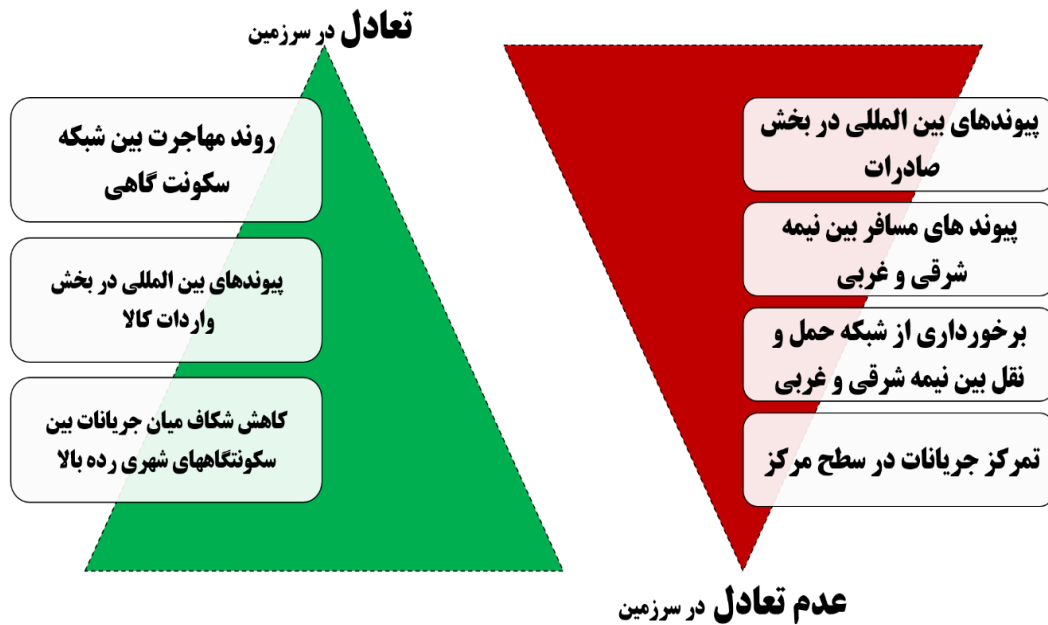 تعادل در سرزمین
پیوندهای بین المللی در بخش
صادرات
پیوند های مسافر بین نیمه
شرقی و غربی
برخورداری از شبکه حمل و
نقل بین نیمه شرقی و غربی
تمرکز جریانات در سطح مرکز
روند مهاجرت بین شبکه
سکونت گاهی
پیوندهای بین المللی در بخش
واردات کالا
کاهش شکاف میان جریانات بین
سکونتگاههای شهری رده بالا
عدم تعادل در سرزمین